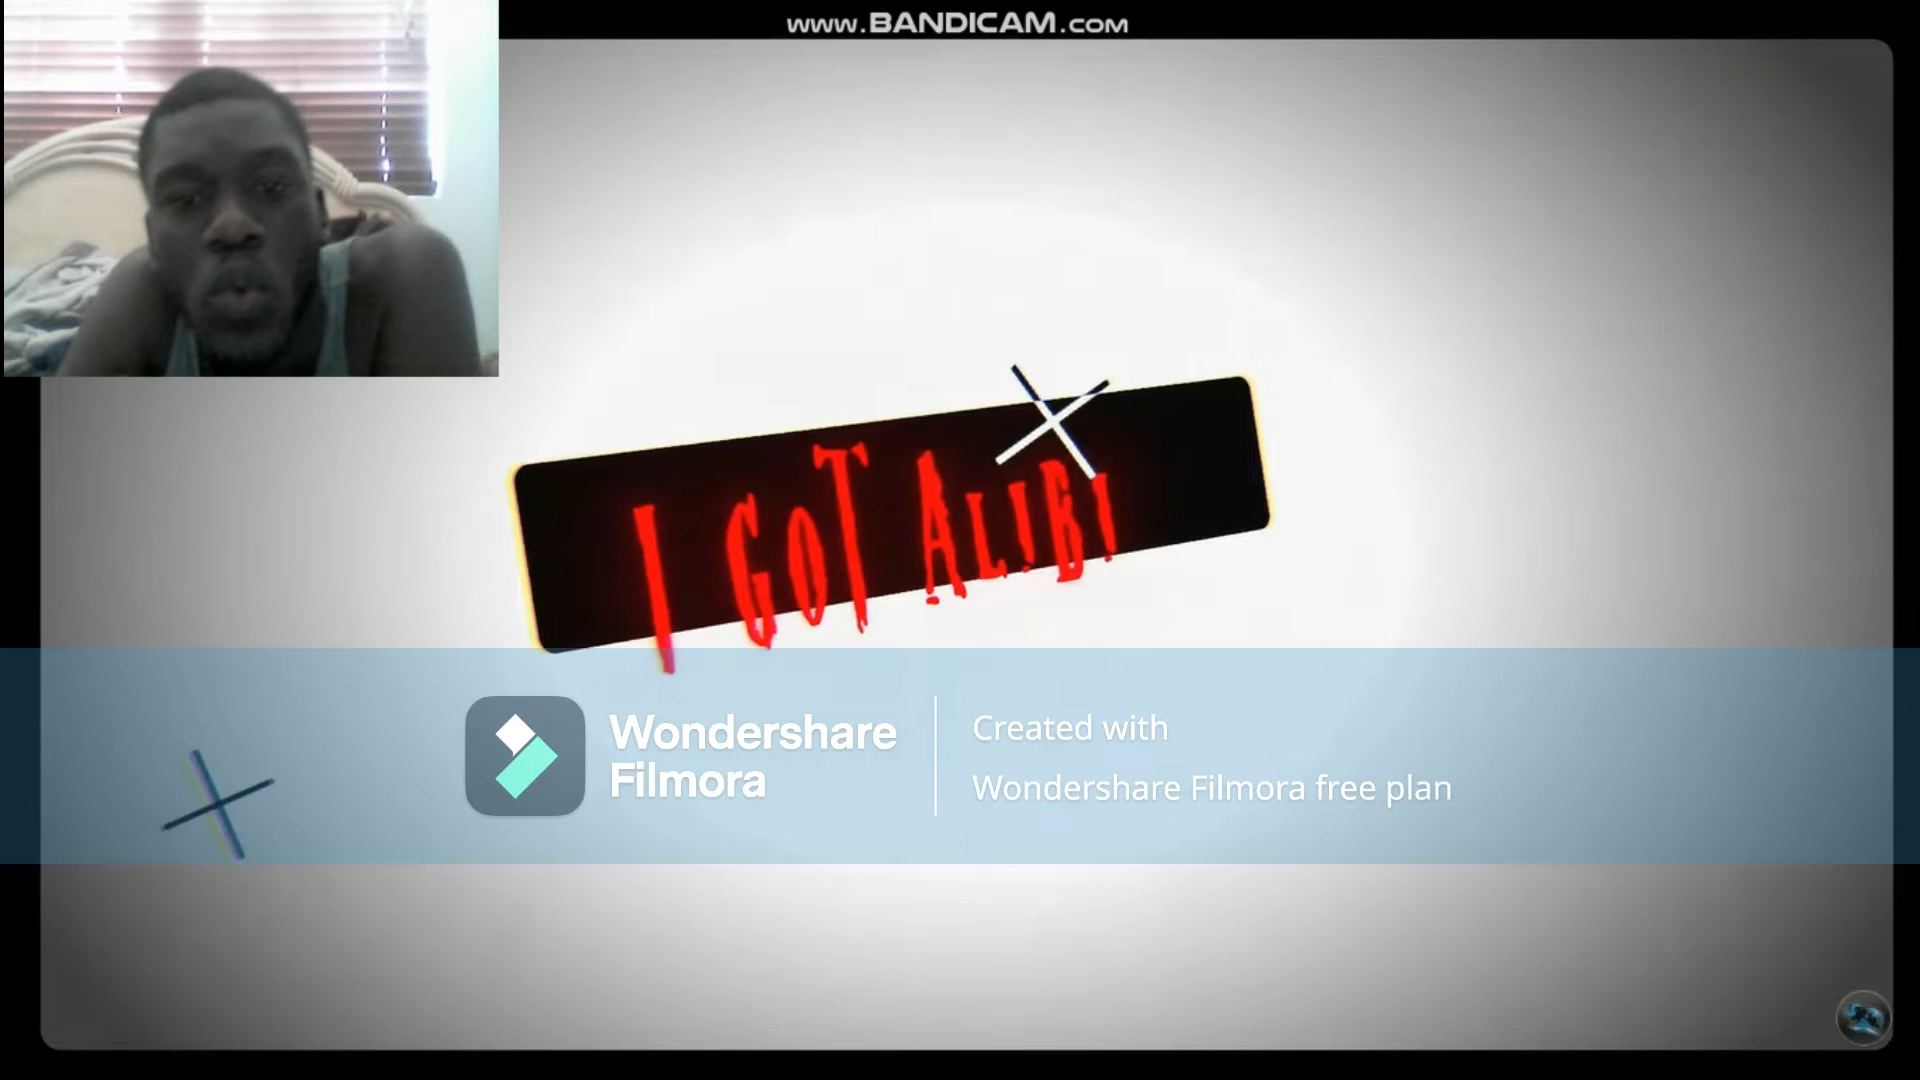 www.BANDICAM.com
I GOT ALIBI
Wondershare
Filmora
Created with
Wondershare Filmora free plan